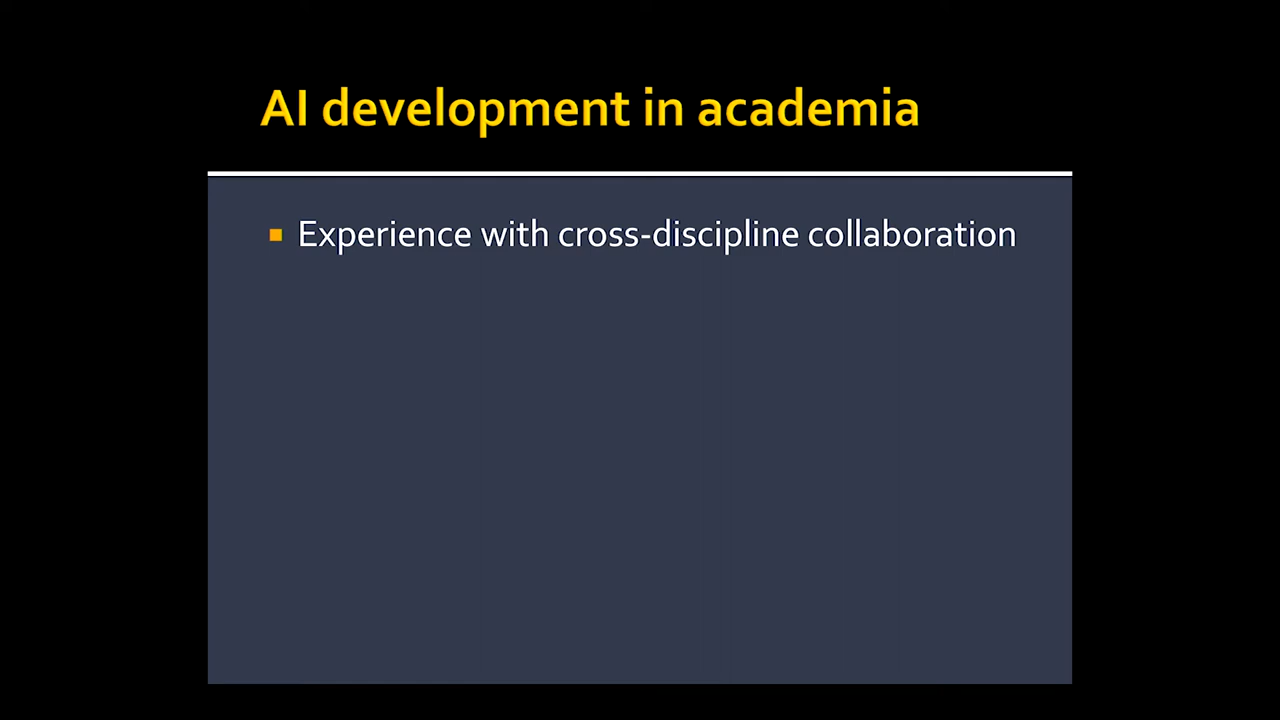 AI development in academia
Experience with cross-discipline collaboration